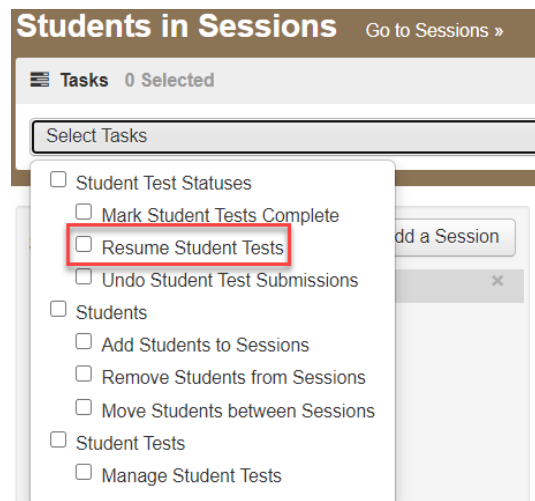 Students in Sessions Go to Sessions »
Tasks 0 Selected
Select Tasks
Student Test Statuses
Mark Student Tests Complete
Resume Student Tests
dd a Session
Undo Student Test Submissions
Students
Add Students to Sessions
Remove Students from Sessions
Move Students between Sessions
Student Tests
Manage Student Tests